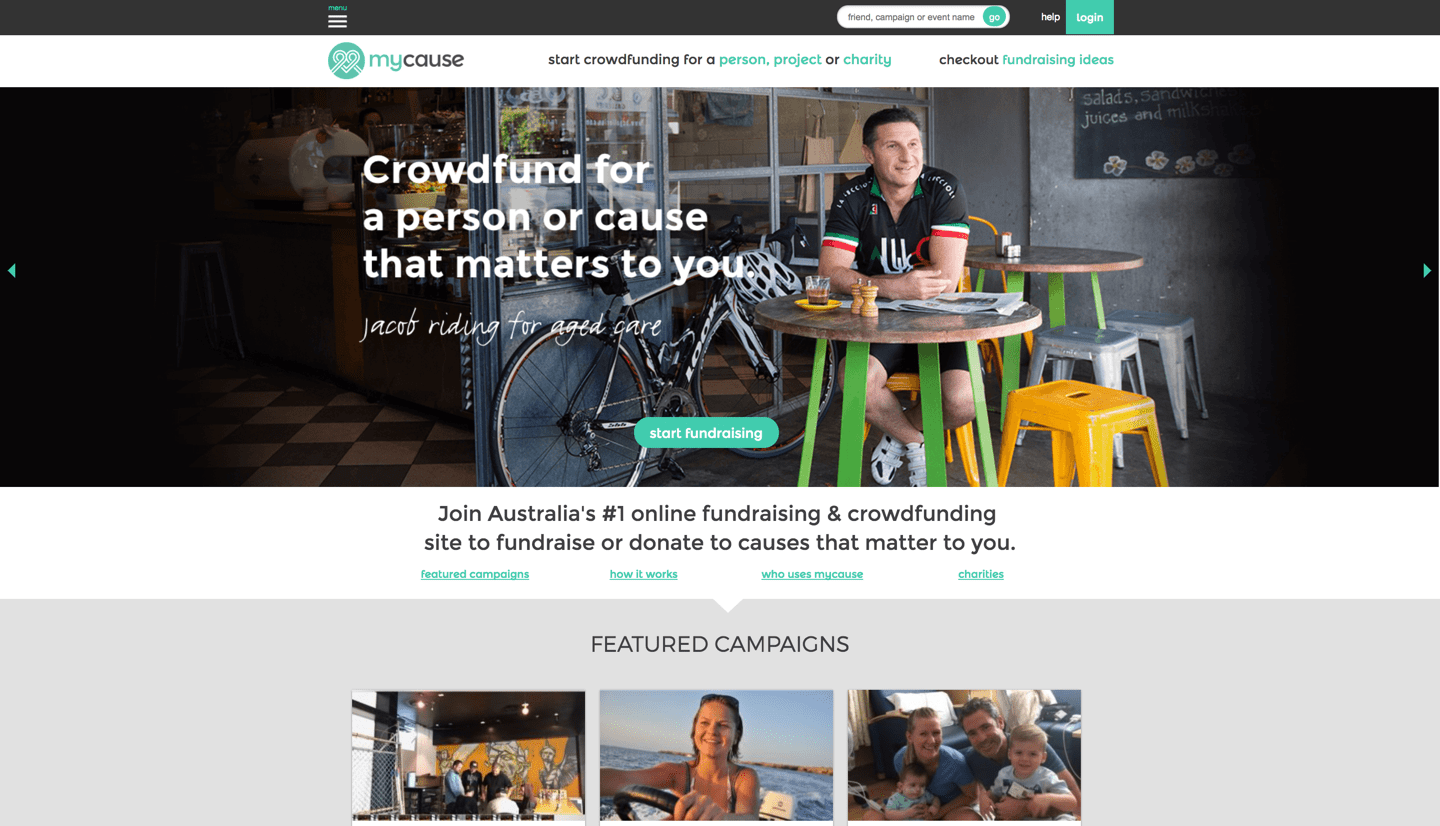 menu
friend, campaign or event name
go
help
login
mycause
start crowdfunding for a person, project or charity
checkout fundraising ideas
salads, sandwiches
juices and milksh
Crowdfund for
a person or cause
that matters to you.
Jacob riding for aged care
start fundraising
Join Australia's #1 online fundraising & crowdfunding
site to fundraise or donate to causes that matter to you.
featured campaigns
how it works
who uses mycause
charities
FEATURED CAMPAIGNS